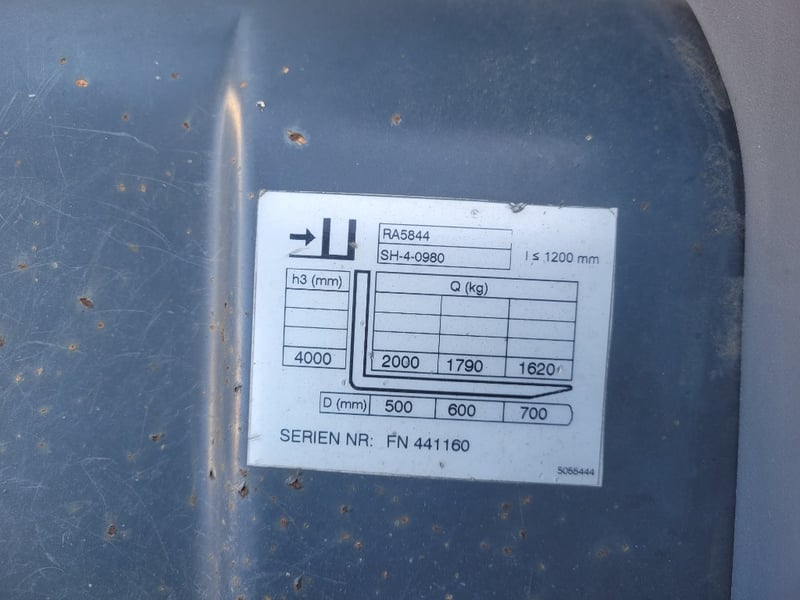 RA5844
SH-4-0980
l ≤ 1200 mm
h3 (mm) Q (kg)
4000 2000 1790 1620
D (mm) 500 600 700
SERIEN NR: FN 441160
5055444